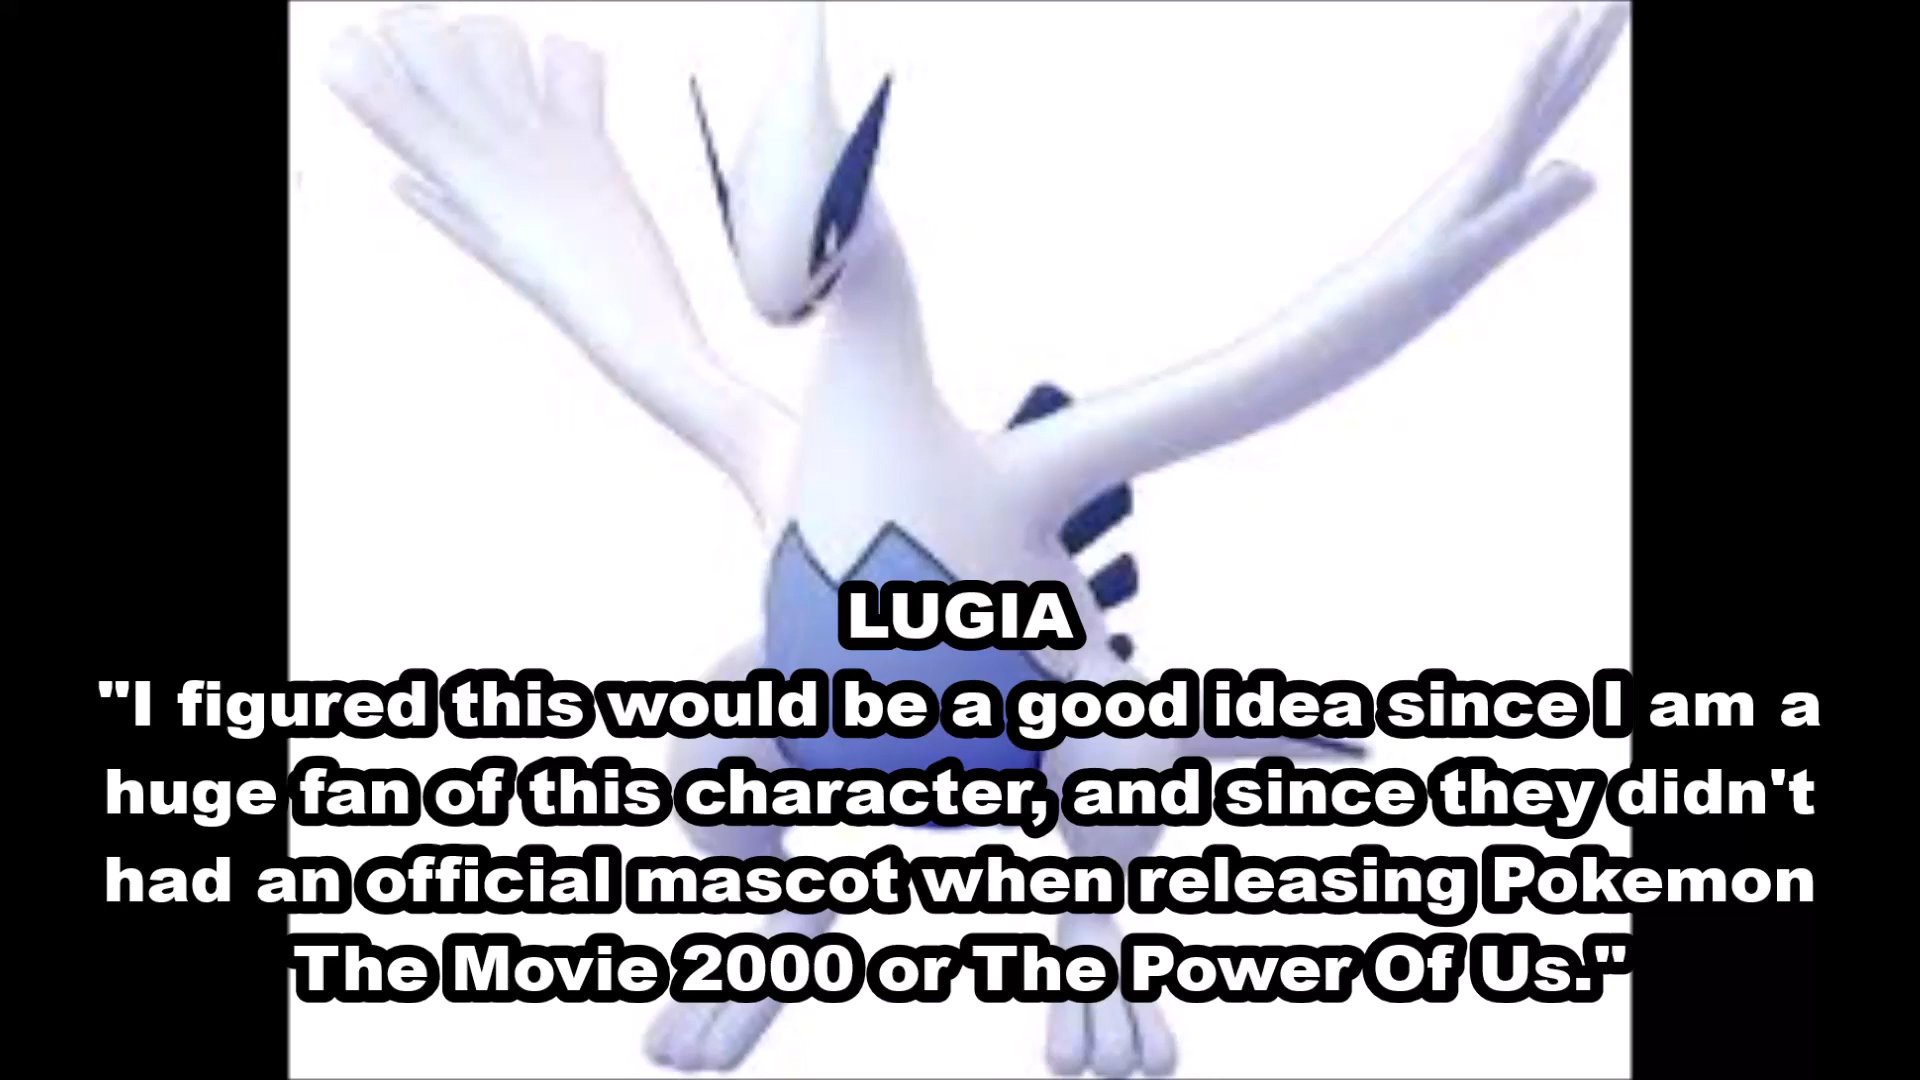 LUGIA
"I figured this would be a good idea since I am a
huge fan of this character, and since they didn't
had an official mascot when releasing Pokemon
The Movie 2000 or The Power Of Us."